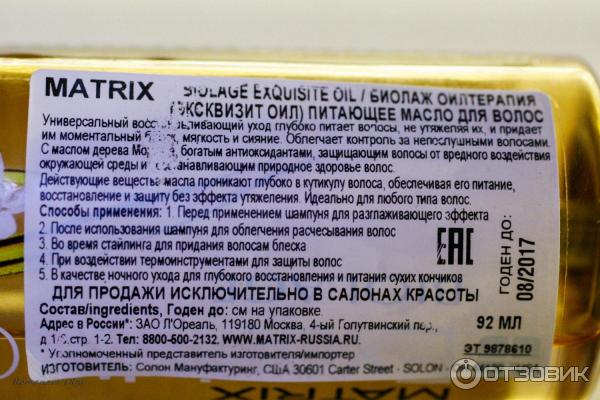 MATRIX BIOLAGE EXQUISITE OIL / БИОЛАЖ ОИЛТЕРАПИЯ
(ЭКСКВИЗИТ ОИЛ) ПИТАЮЩЕЕ МАСЛО ДЛЯ ВОЛОС
Универсальный восстанавливающий уход глубоко питает волосы, не утяжеляя их, и придает
им моментальный блеск, мягкость и сияние. Облегчает контроль за непослушными волосами.
С маслом дерева богатым антиоксидантами, защищающим волосы от вредного воздействия
окружающей среды и восстанавливающим природное здоровье волос.
Действующие вещества масла проникают глубоко в кутикулу волоса, обеспечивая его питание,
восстановление и защиту без эффекта утяжеления. Идеально для любого типа волос.
Способы применения: 1. Перед применением шампуня для разглаживающего эффекта
2. После использования шампуня для облегчения расчесывания волос
3. Во время стайлинга для придания волосам блеска
4. При воздействии термоинструментами для защиты волос
5. В качестве ночного ухода для глубокого восстановления и питания сухих кончиков
EAC
ГОДЕН ДО:
08/2017
ДЛЯ ПРОДАЖИ ИСКЛЮЧИТЕЛЬНО В САЛОНАХ КРАСОТЫ
Состав/ingredients, Годен до: см на упаковке.
Адрес в России*: ЗАО Л'Ореаль, 119180 Москва, 4-ый Голутвинский пер.,
д.1/8,стр. 1-2. Тел: 8800-500-2132. WWW.MATRIX-RUSSIA.RU.
92 МЛ
* Уполномоченный представитель изготовителя/импортер
ЭТ 9878610
Изготовитель: Солон Мануфактуринг, США 30601 Carter Street - SOLON -
MATRIX
ОТЗОВИК